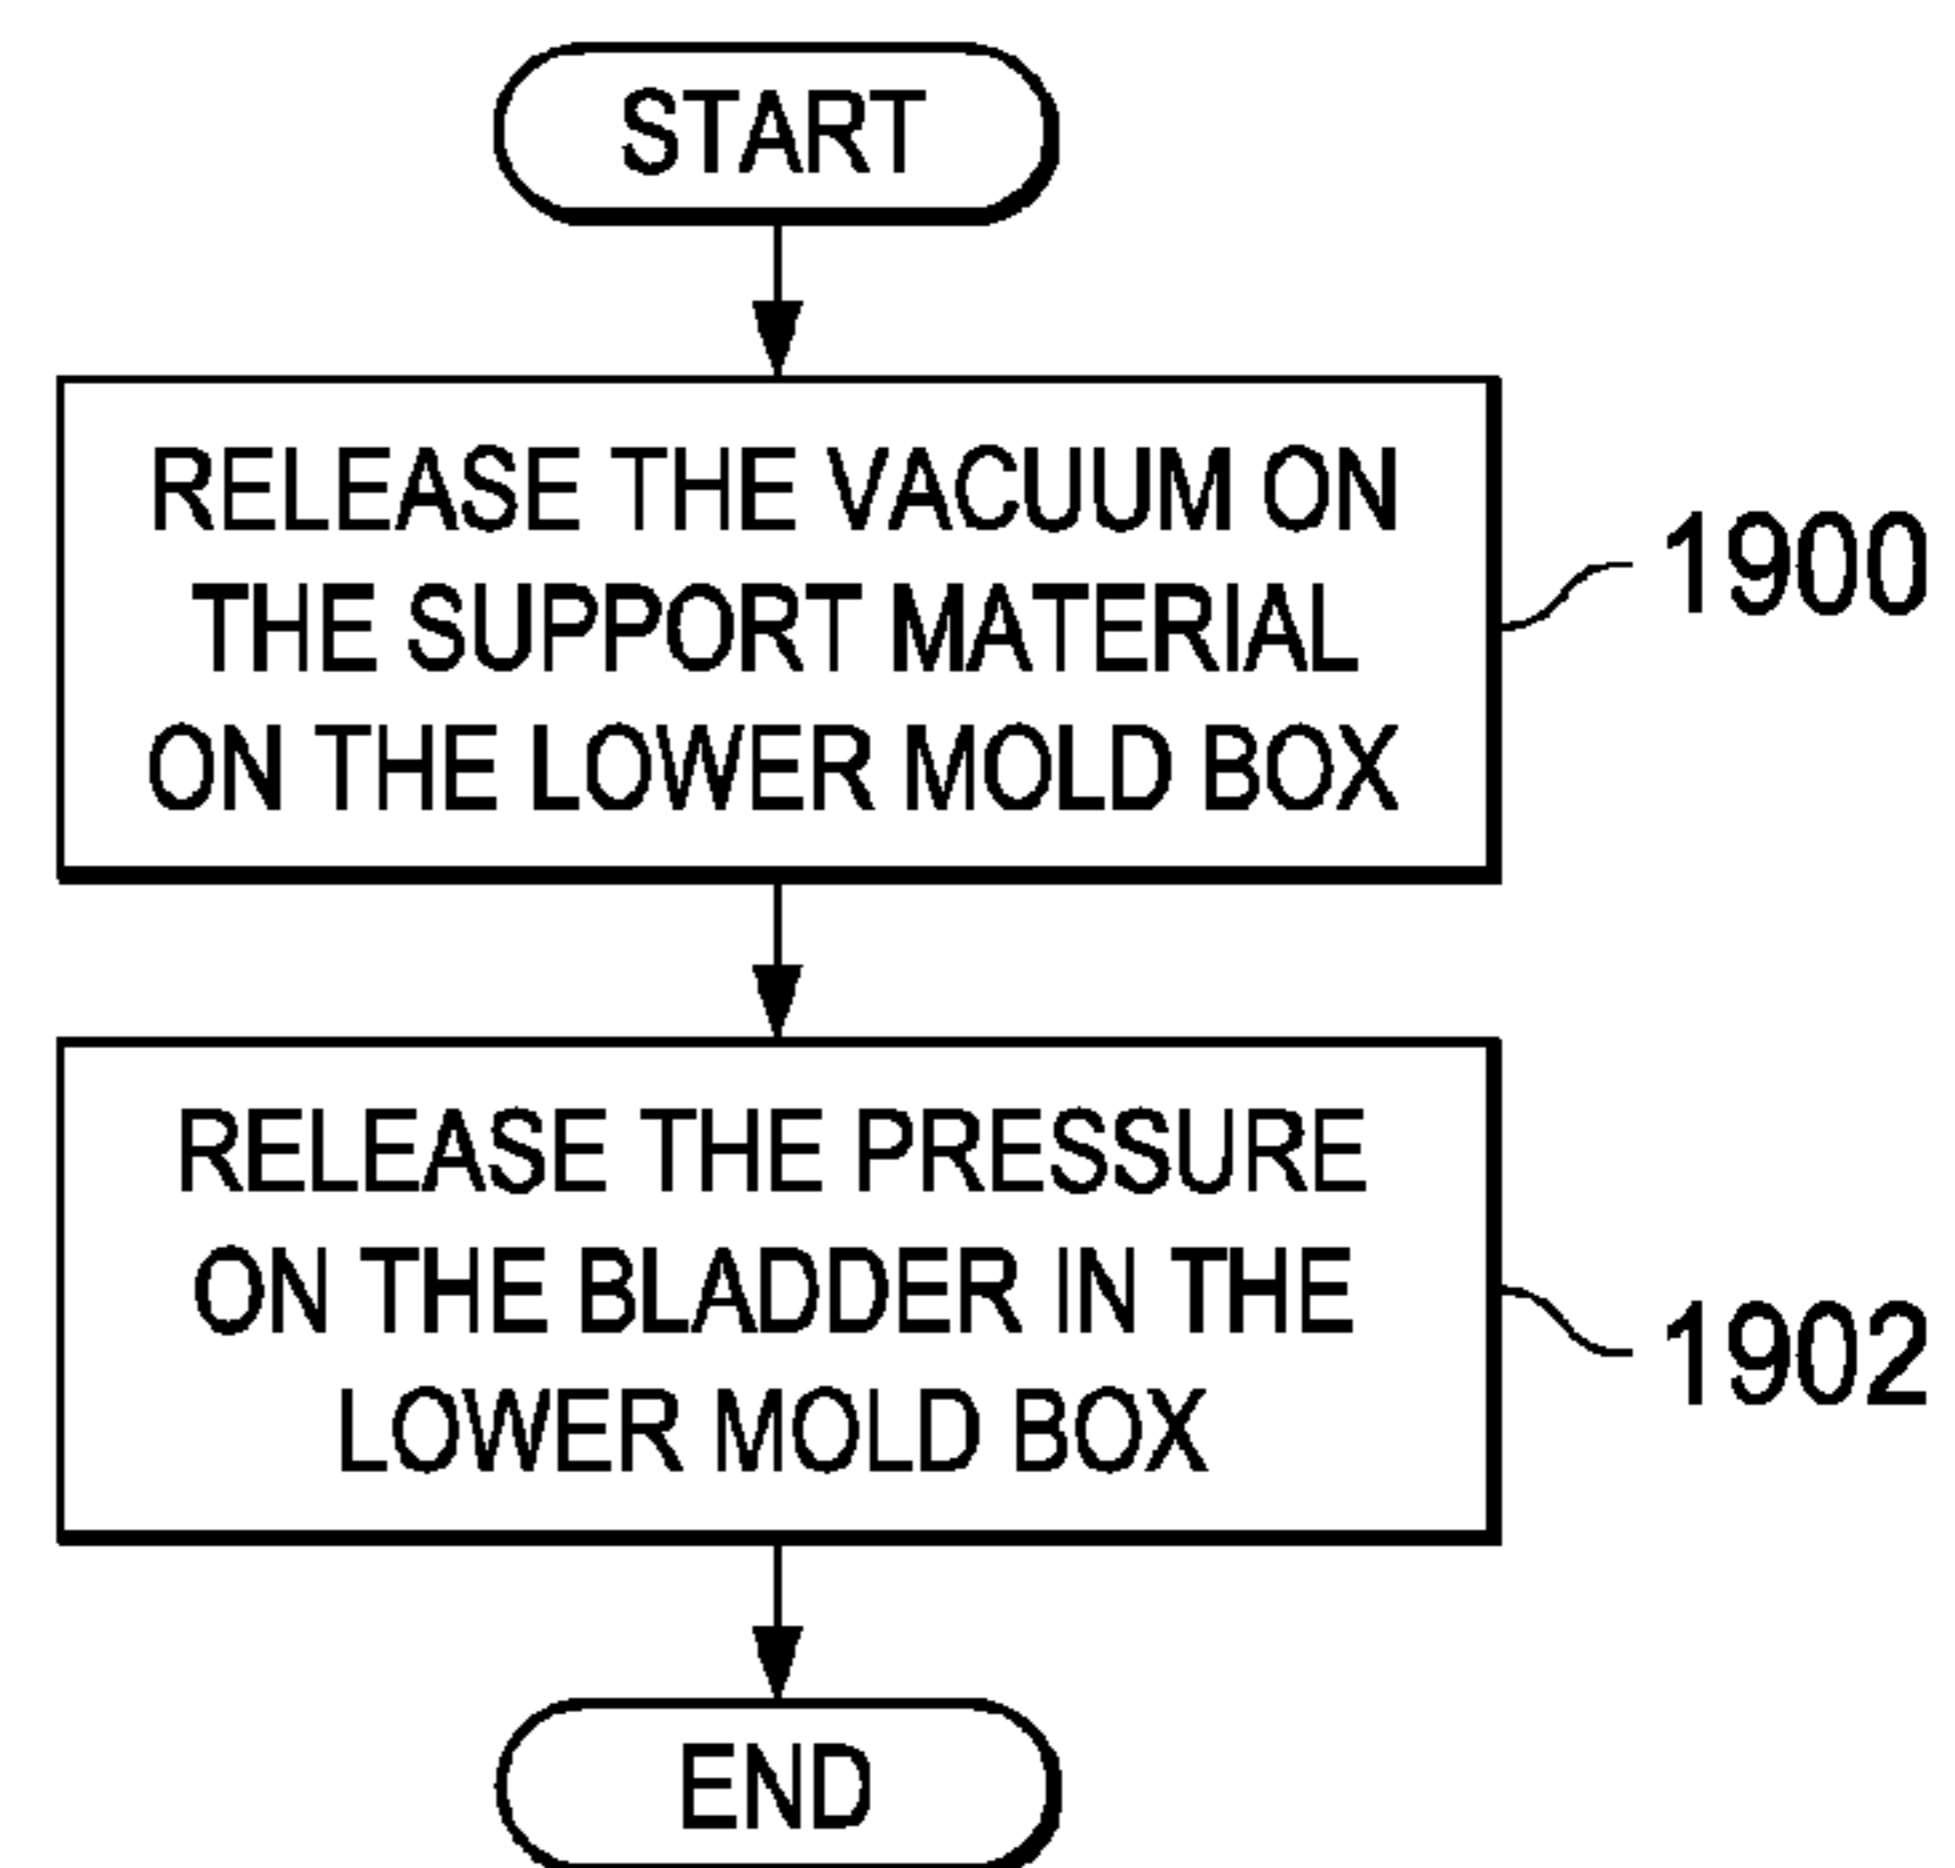 START
RELEASE THE VACUUM ON
THE SUPPORT MATERIAL
ON THE LOWER MOLD BOX
1900
RELEASE THE PRESSURE
ON THE BLADDER IN THE
LOWER MOLD BOX
1902
END